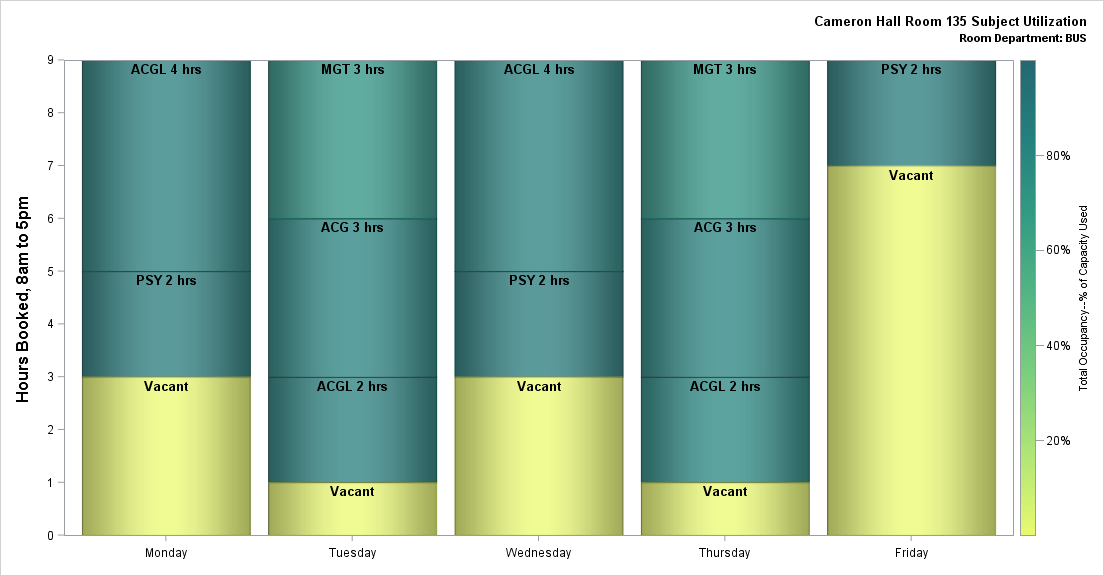 Cameron Hall Room 135 Subject Utilization
Room Department: BUS
Hours Booked, 8am to 5pm
9
8
7
6
5
4
3
2
1
0
ACGL 4 hrs
PSY 2 hrs
Vacant
MGT 3 hrs
ACG 3 hrs
ACGL 2 hrs
Vacant
ACGL 4 hrs
PSY 2 hrs
Vacant
MGT 3 hrs
ACG 3 hrs
ACGL 2 hrs
Vacant
PSY 2 hrs
Vacant
Monday
Tuesday
Wednesday
Thursday
Friday
80%
60%
40%
20%
Total Occupancy--% of Capacity Used